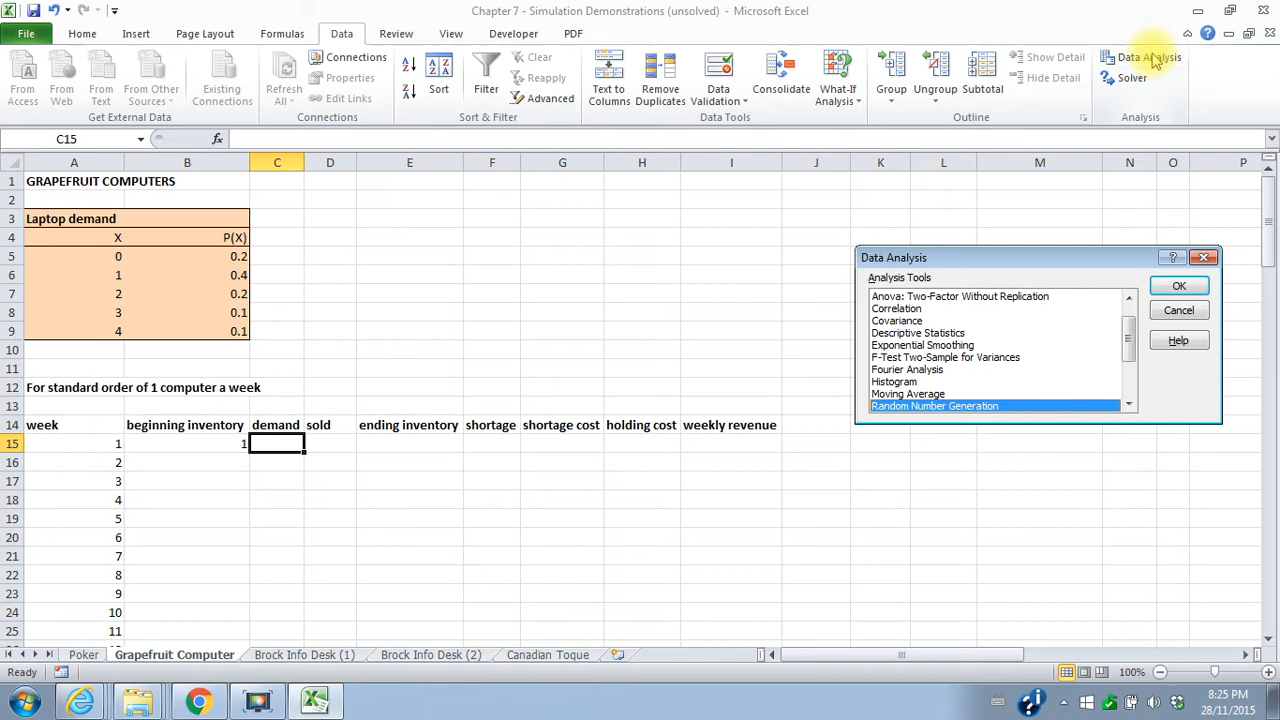 Chapter 7 - Simulation Demonstrations (unsolved) - Microsoft Excel
File Home Insert Page Layout Formulas Data Review View Developer PDF
From Access
From Web
From Text
From Other Sources
Existing Connections
Get External Data
Refresh All
Connections
Properties
Edit Links
Connections
Sort
Filter
Clear
Reapply
Advanced
Sort & Filter
Text to Columns
Remove Duplicates
Data Validation
Consolidate
What-If Analysis
Data Tools
Group
Ungroup
Subtotal
Show Detail
Hide Detail
Outline
Data Analysis
Solver
Analysis
C15 fx
A B C D E F G H I J K L M N O P
1 GRAPEFRUIT COMPUTERS
2
3 Laptop demand
4 X P(X)
5 0 0.2
6 1 0.4
7 2 0.2
8 3 0.1
9 4 0.1
10
11
12 For standard order of 1 computer a week
13
14 week beginning inventory demand sold ending inventory shortage shortage cost holding cost weekly revenue
15 1 1
16 2
17 3
18 4
19 5
20 6
21 7
22 8
23 9
24 10
25 11
Data Analysis
Analysis Tools
Anova: Two-Factor Without Replication
Correlation
Covariance
Descriptive Statistics
Exponential Smoothing
F-Test Two-Sample for Variances
Fourier Analysis
Histogram
Moving Average
Random Number Generation
OK
Cancel
Help
Poker Grapefruit Computer Brock Info Desk (1) Brock Info Desk (2) Canadian Toque
Ready 100%
8:25 PM
28/11/2015